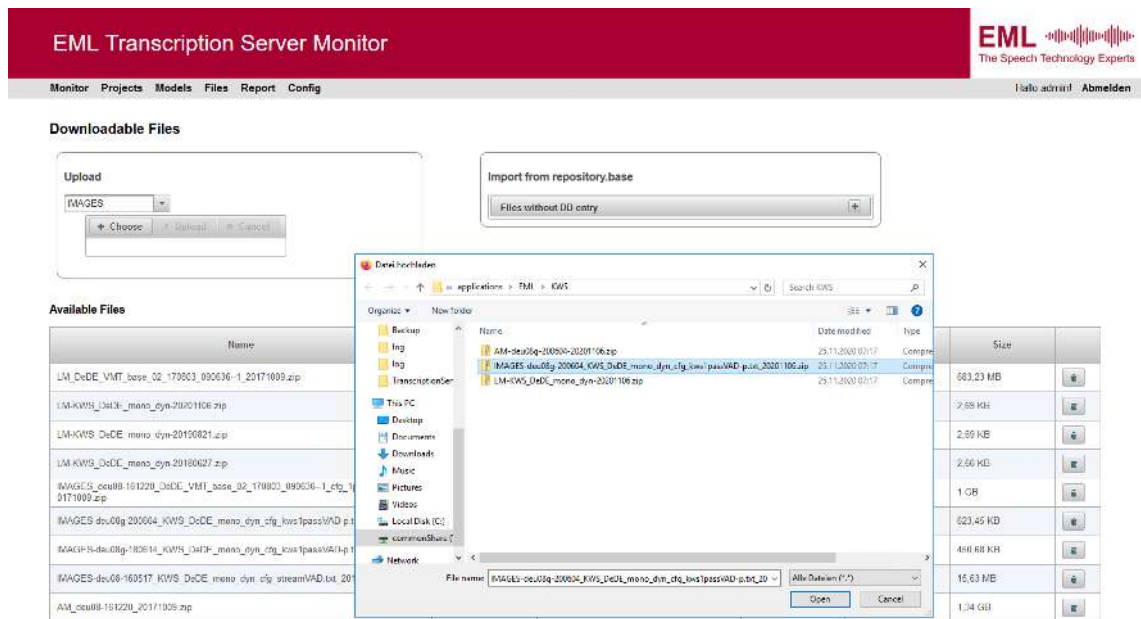 EML Transcription Server Monitor
EML
The Speech Technology Experts
Monitor Projects Models Files Report Config
Hallo admin! Abmelden
Downloadable Files
Upload
IMAGES
+ Choose Upload Cancel
Import from repository.base
Files without DB entry
Datei hochladen
« applications > EML > KWS
Search KWS
Organize New folder
Backup
Ing
Ing
TranscriptionSer
This PC
Desktop
Documents
Downloads
Music
Pictures
Videos
Local Disk (C:)
commonShare (
Network
Name Date modified Type
AM-deu08g-200604-20201106.zip 25.11.2020 07:17 Compre
IMAGES-deu08g-200604_KWS_DeDE_mono_dyn_cfg_kws1passVAD-p.txt_20201106.zip 25.11.2020 07:17 Compre
LM-KWS_DeDE_mono_dyn-20201106.zip 25.11.2020 07:17 Compre
File name: IMAGES-deu08g-200604_KWS_DeDE_mono_dyn_cfg_kws1passVAD-p.txt_20 Alle Dateien (*.*)
Open Cancel
Available Files
Name Size
LM_DeDE_VMT_base_02_170803_090636--1_20171009.zip 683,23 MB
LM-KWS_DeDE_mono_dyn-20201106.zip 2,69 KB
LM-KWS_DeDE_mono_dyn-20190821.zip 2,69 KB
LM-KWS_DeDE_mono_dyn-20180627.zip 2,66 KB
IMAGES_deu08-161220_DeDE_VMT_base_02_170803_090636--1_cfg_1p
0171009.zip 1 GB
IMAGES-deu08g-200604_KWS_DeDE_mono_dyn_cfg_kws1passVAD-p.t 623,45 KB
IMAGES-deu08g-180614_KWS_DeDE_mono_dyn_cfg_kws1passVAD-p.t 450,68 KB
IMAGES-deu08-160517_KWS_DeDE_mono_dyn_cfg_streamVAD.txt_201 15,63 MB
AM_deu08-161220_20171009.zip 1,34 GB